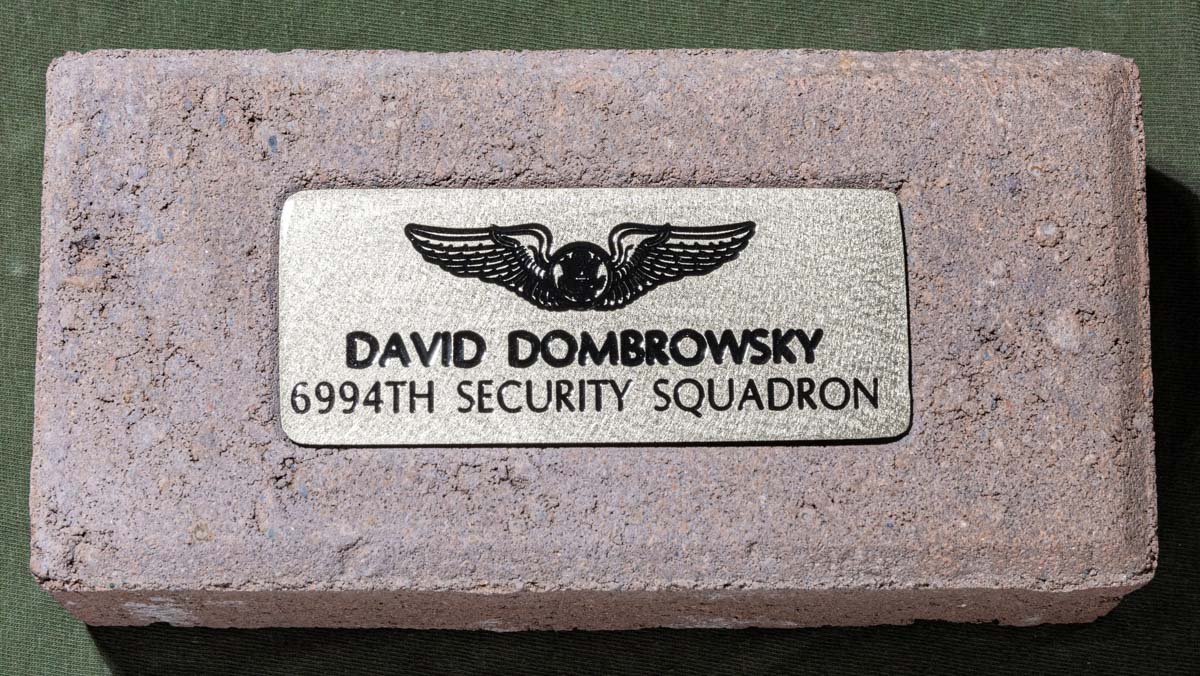 DAVID DOMBROWSKY
6994TH SECURITY SQUADRON